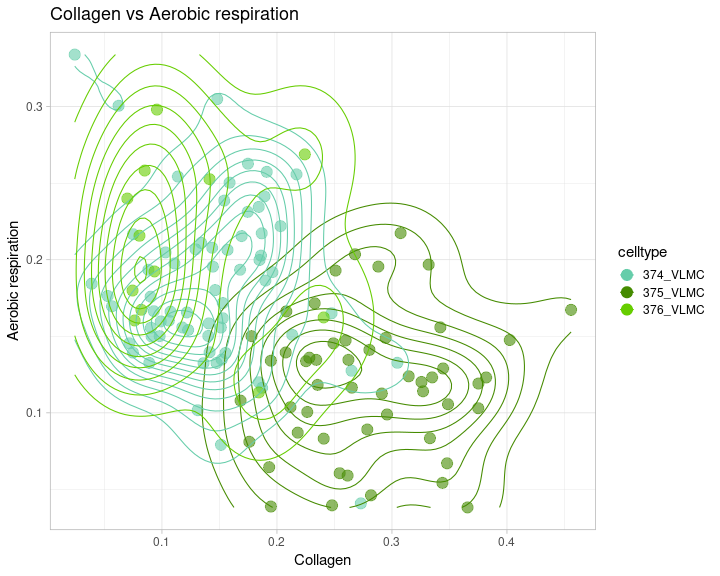 Collagen vs Aerobic respiration
Aerobic respiration
0.3
0.2
0.1
0.1
0.2
0.3
0.4
Collagen
celltype
374_VLMC
375_VLMC
376_VLMC